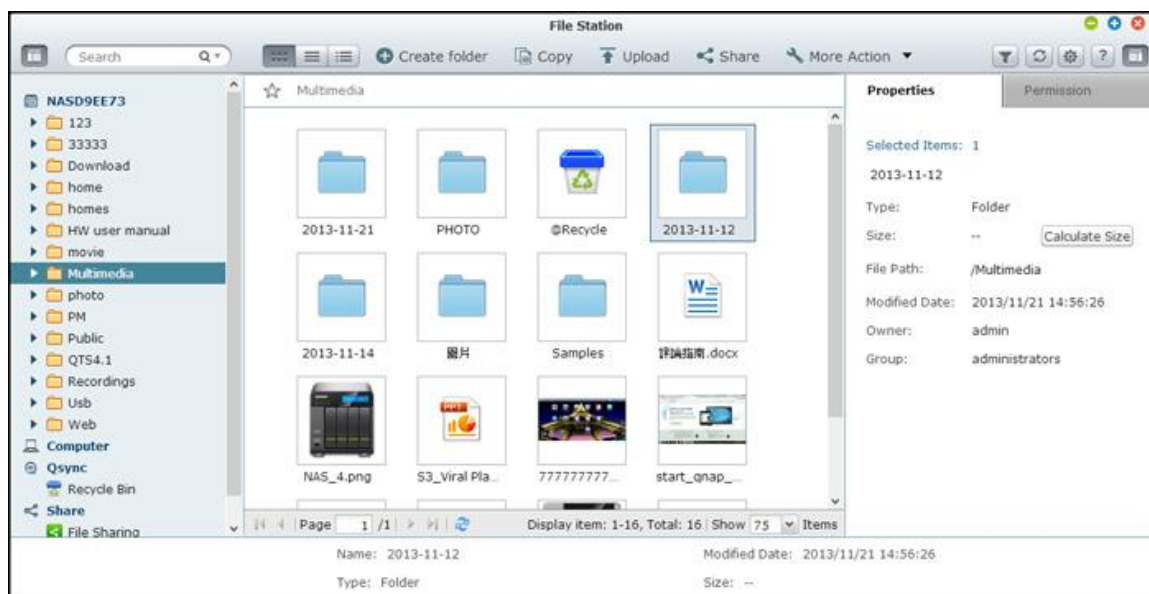 File Station
Search
Create folder
Copy
Upload
Share
More Action
?
NASD9EE73
123
33333
Download
home
homes
HW user manual
movie
Multimedia
photo
PM
Public
QTS4.1
Recordings
Usb
Web
Computer
Qsync
Recycle Bin
Share
File Sharing
Multimedia
2013-11-21 PHOTO @Recycle 2013-11-12
2013-11-14 圖片 Samples 評論指南.docx
NAS_4.png S3_Viral Pla... 777777777... start_qnap_...
Page 1 /1 Display item: 1-16, Total: 16 Show 75 Items
Properties Permission
Selected Items: 1
2013-11-12
Type: Folder
Size: -- Calculate Size
File Path: /Multimedia
Modified Date: 2013/11/21 14:56:26
Owner: admin
Group: administrators
Name: 2013-11-12 Modified Date: 2013/11/21 14:56:26
Type: Folder Size: --